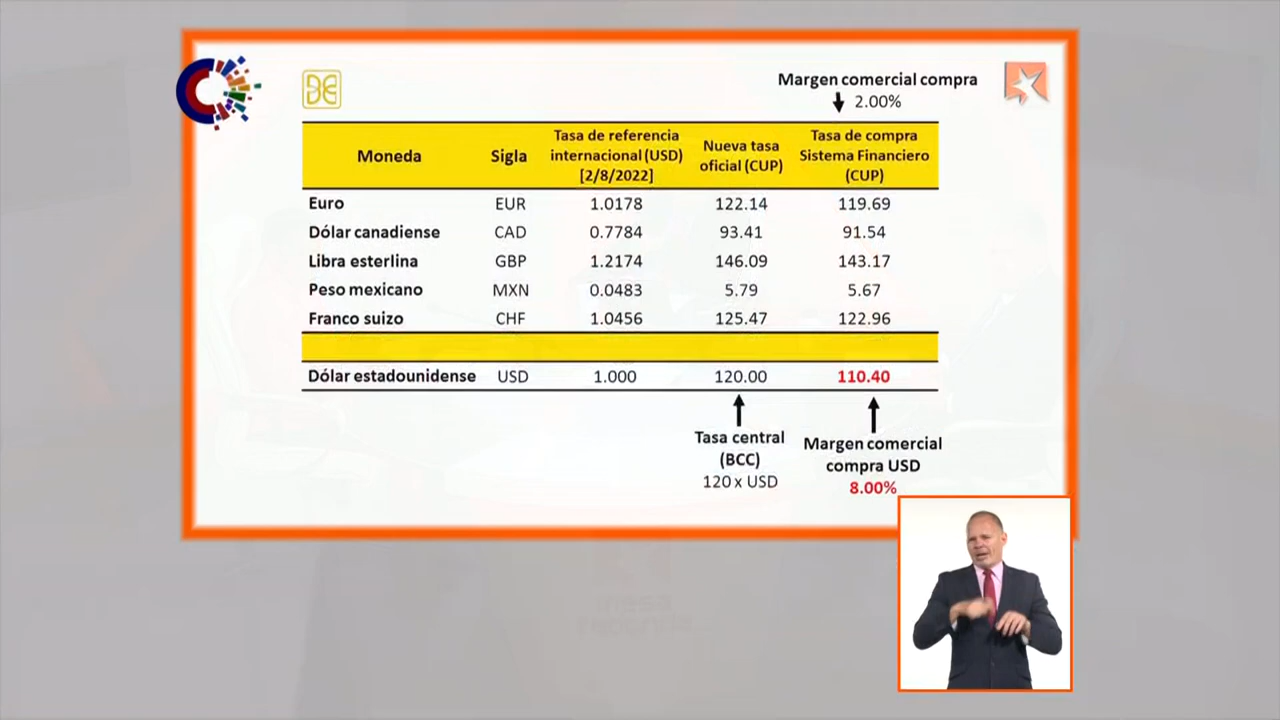 Margen comercial compra
2.00%
Moneda
Sigla
Tasa de referencia
internacional (USD)
[2/8/2022]
Nueva tasa
oficial (CUP)
Tasa de compra
Sistema Financiero
(CUP)
Euro EUR 1.0178 122.14 119.69
Dólar canadiense CAD 0.7784 93.41 91.54
Libra esterlina GBP 1.2174 146.09 143.17
Peso mexicano MXN 0.0483 5.79 5.67
Franco suizo CHF 1.0456 125.47 122.96
Dólar estadounidense USD 1.000 120.00 110.40
Tasa central
(BCC)
120 x USD
Margen comercial
compra USD
8.00%